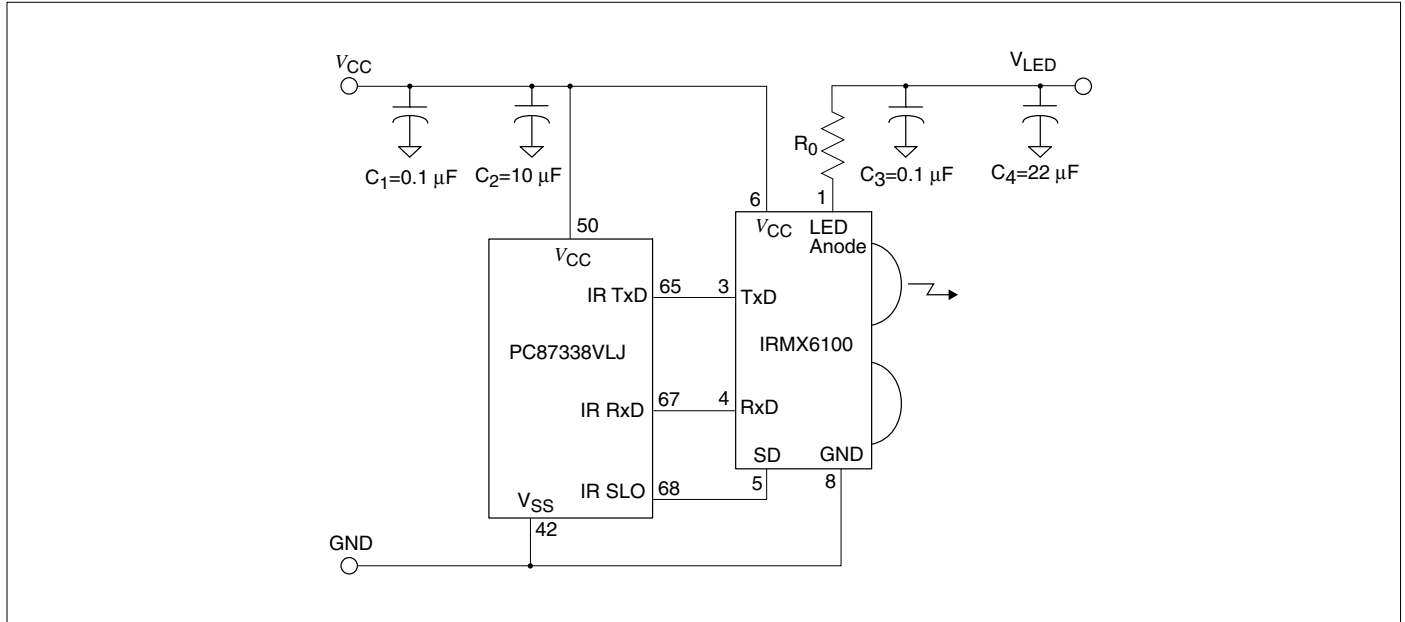 VCC
VLED
R0
C1=0.1 μF
C2=10 μF
C3=0.1 μF
C4=22 μF
50
6
1
VCC
VCC
LED
Anode
IR TxD
65
3
TxD
PC87338VLJ
IRMX6100
IR RxD
67
4
RxD
SD
GND
IR SLO
68
5
8
VSS
42
GND